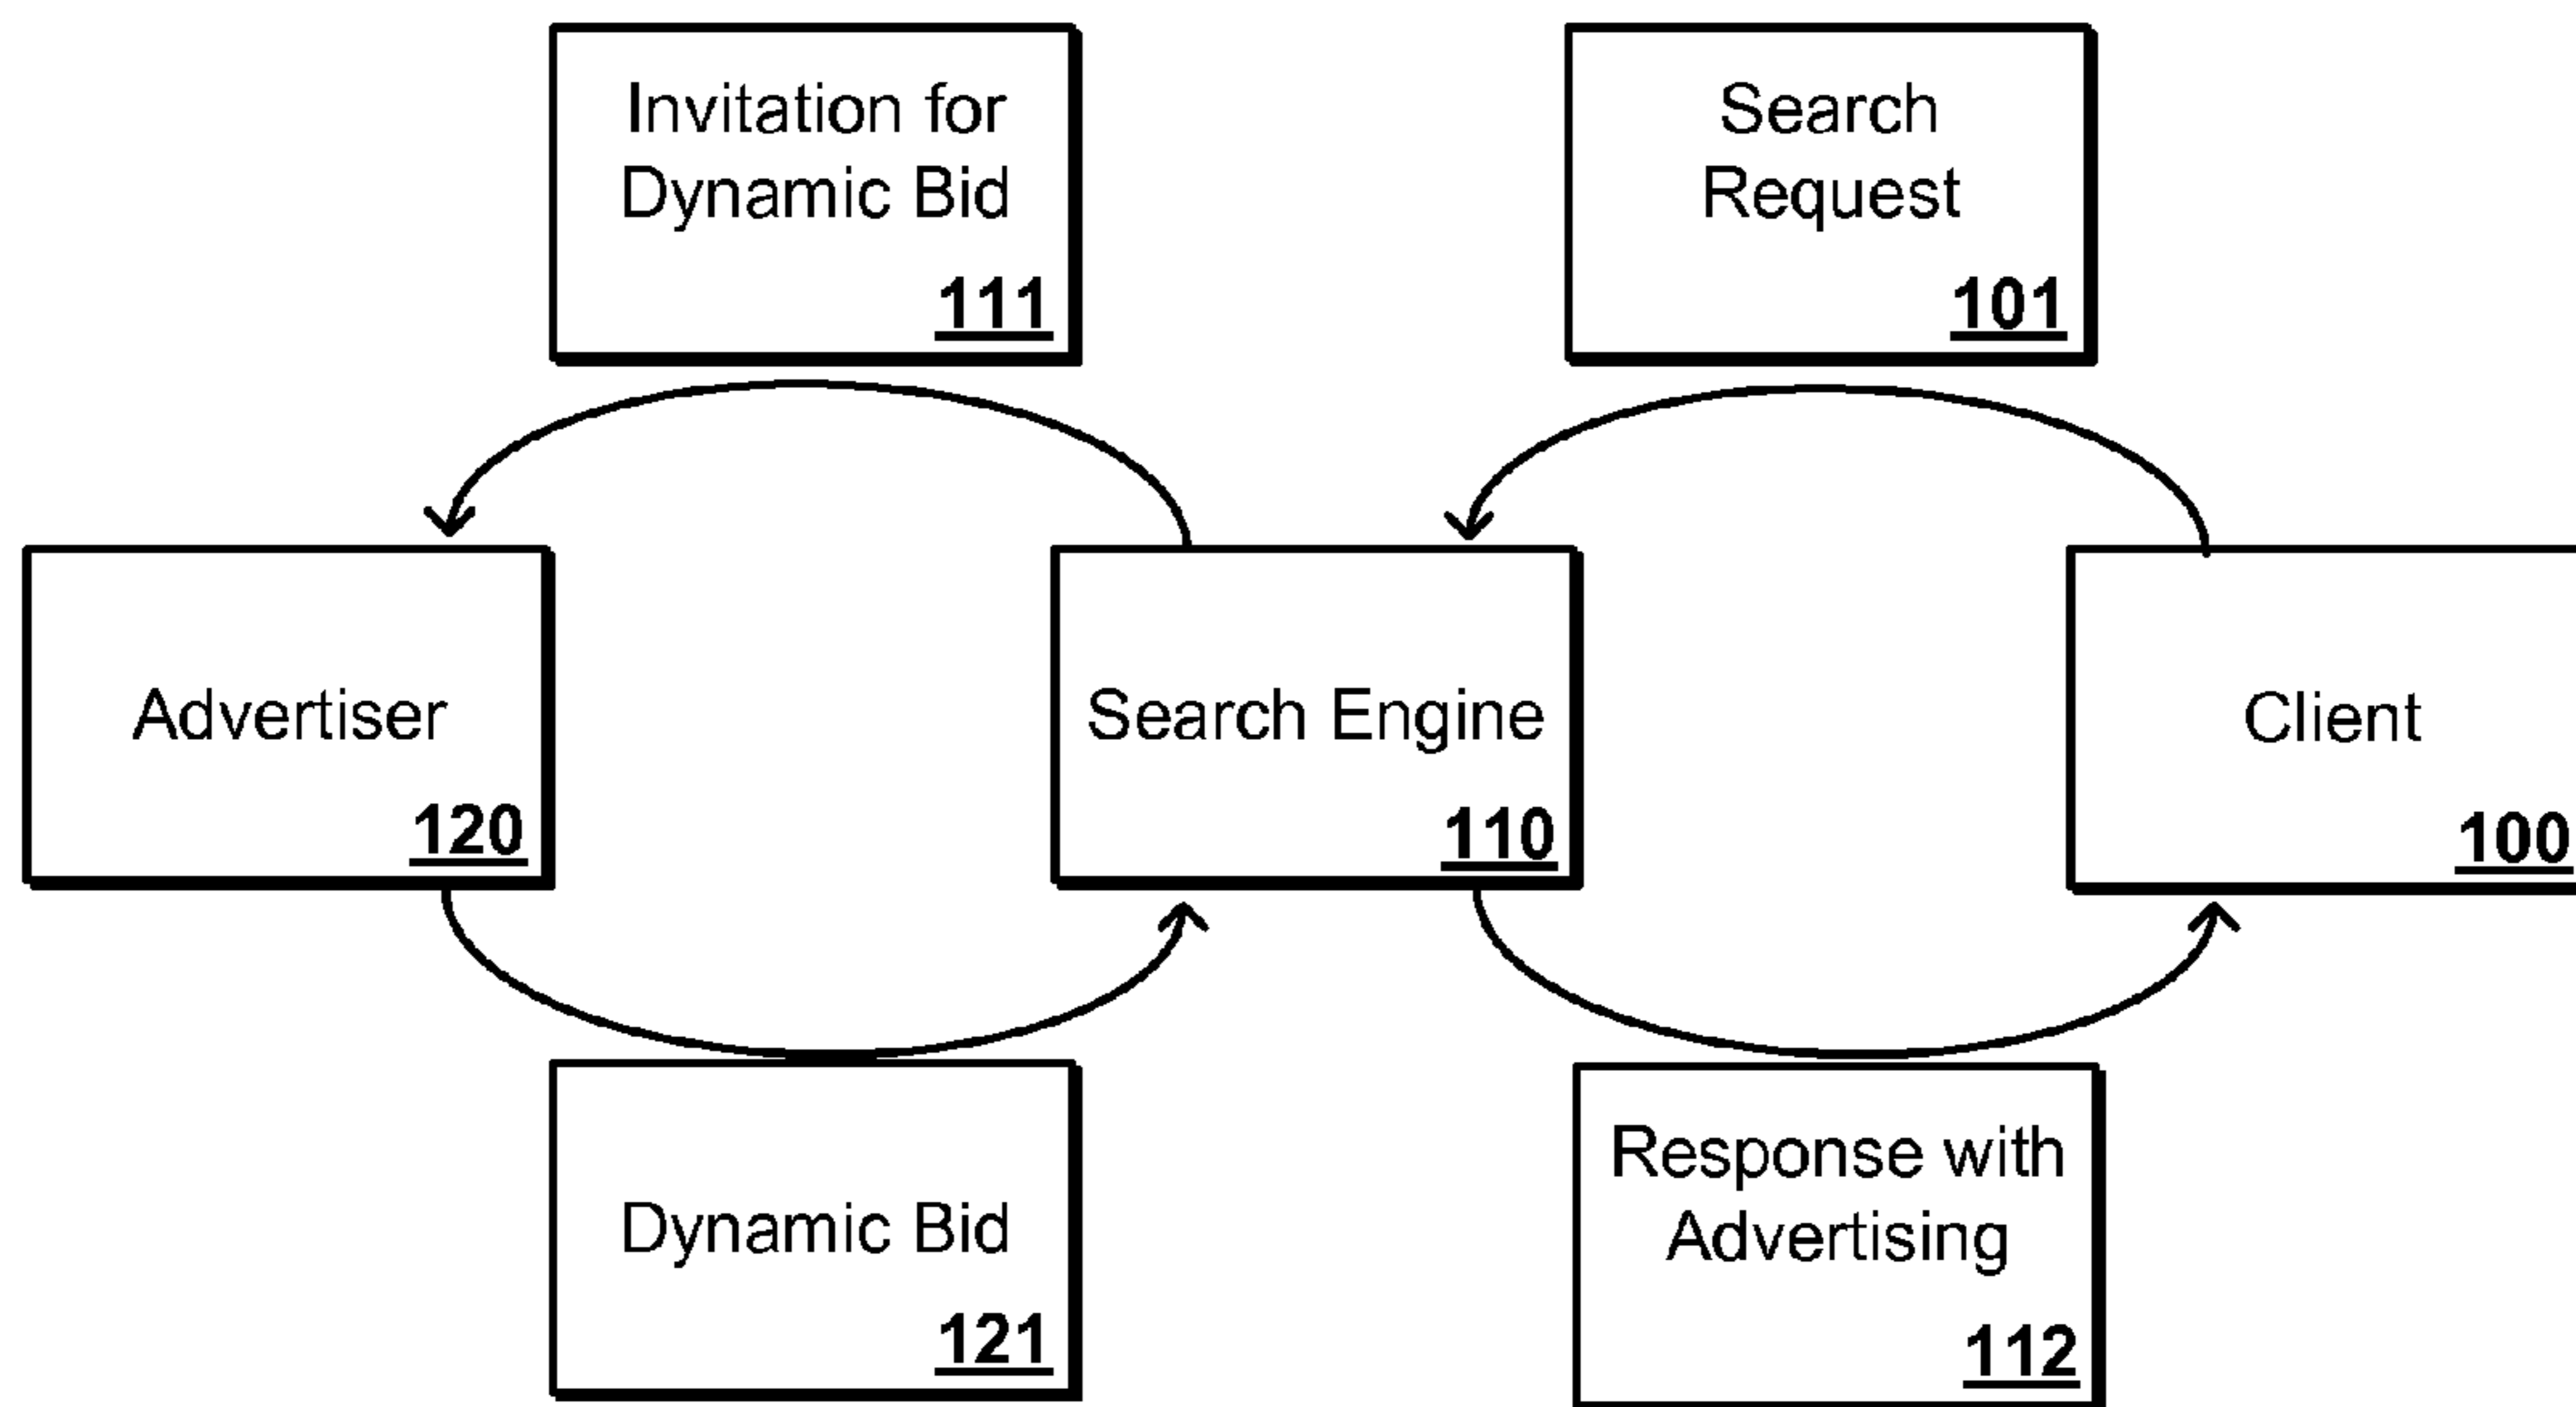 Invitation for
Dynamic Bid
111
Search
Request
101
Advertiser
120
Search Engine
110
Client
100
Dynamic Bid
121
Response with
Advertising
112